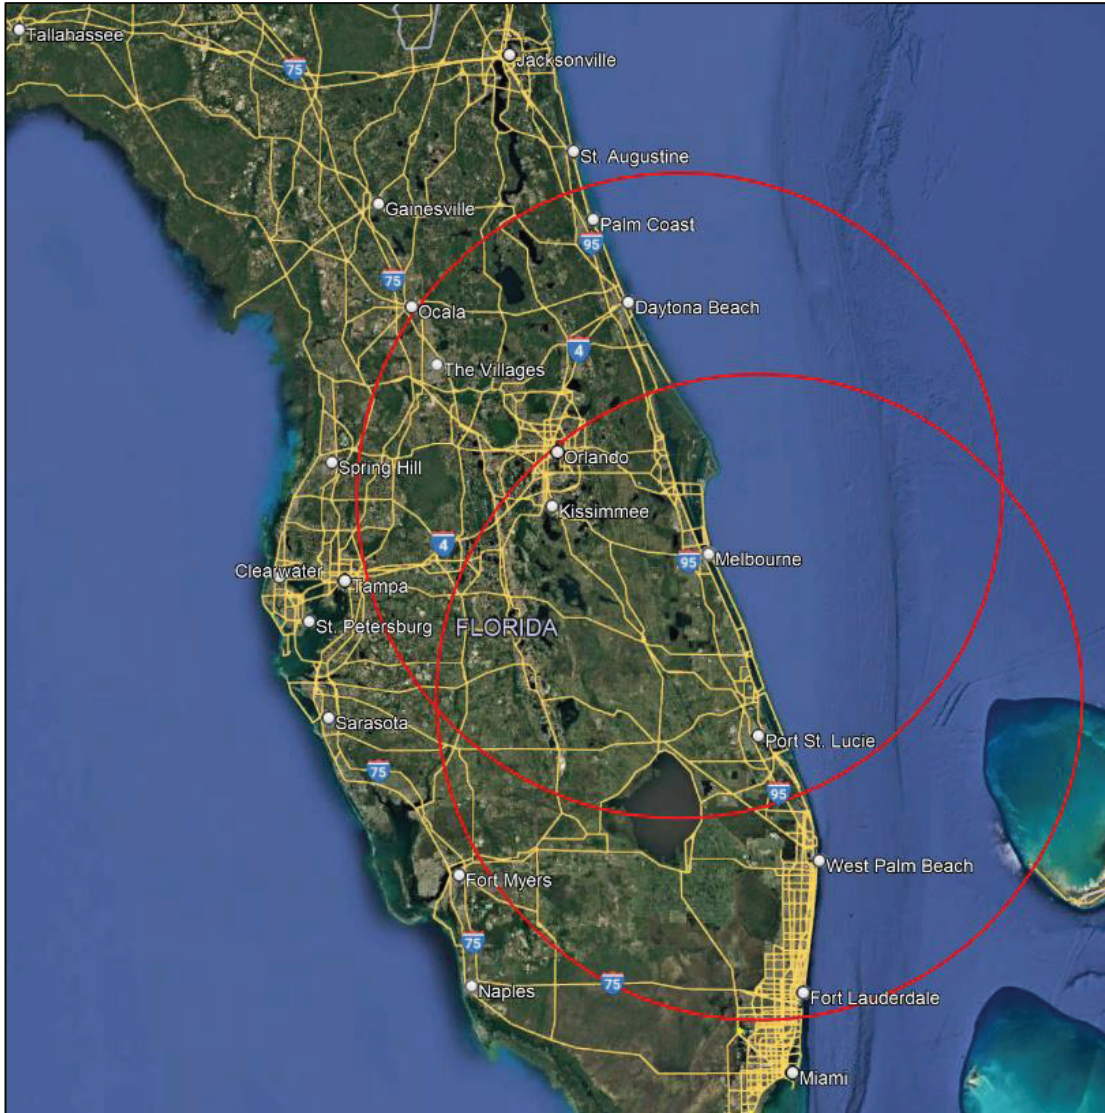 Tallahassee
Jacksonville
75
St. Augustine
Gainesville
Palm Coast
95
75
Ocala
Daytona Beach
4
The Villages
Orlando
Spring Hill
Kissimmee
4
Melbourne
95
Clearwater
Tampa
St. Petersburg
FLORIDA
Sarasota
Port St. Lucie
75
95
West Palm Beach
Fort Myers
75
75
Naples
Fort Lauderdale
Miami